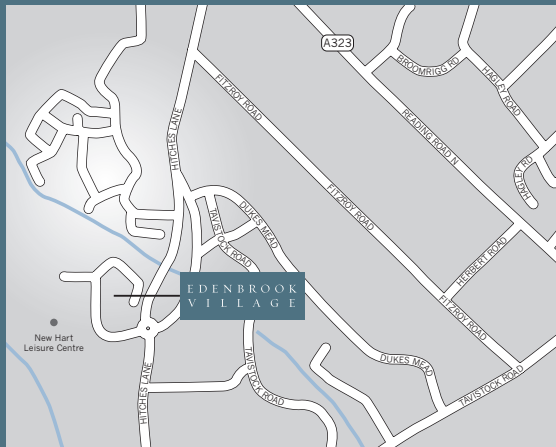 A323
BROOMRIGG RD
HAGLEY ROAD
FITZROY ROAD
READING ROAD N
HITCHES LANE
HAGLEY RD
FITZROY ROAD
DUKES MEAD
TAVISTOCK ROAD
HERBERT ROAD
EDENBROOK
VILLAGE
FITZROY ROAD
New Hart
Leisure Centre
DUKES MEAD
TAVISTOCK ROAD
HITCHES LANE
TAVISTOCK ROAD